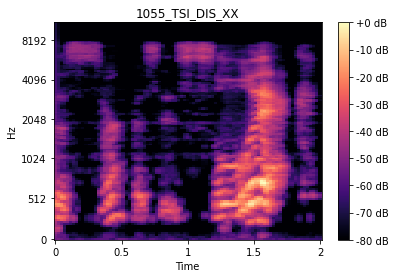 1055_TSI_DIS_XX
+0 dB
8192
-10 dB
4096
-20 dB
-30 dB
2048
-40 dB
Hz
1024
-50 dB
512
-60 dB
-70 dB
0
-80 dB
0
0.5
1
1.5
2
Time